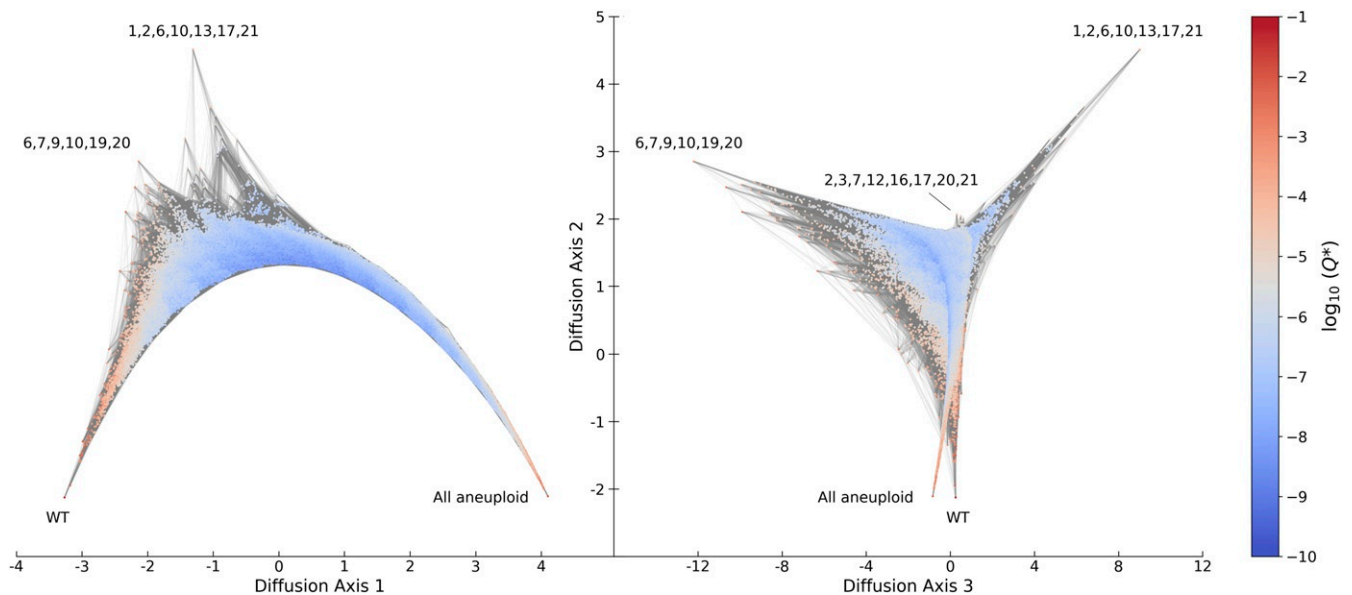 1,2,6,10,13,17,21
6,7,9,10,19,20
WT
All aneuploid
-4 -3 -2 -1 0 1 2 3 4
Diffusion Axis 1
5
4
3
2
1
0
-1
-2
Diffusion Axis 2
1,2,6,10,13,17,21
6,7,9,10,19,20
2,3,7,12,16,17,20,21
All aneuploid
WT
-12 -8 -4 0 4 8 12
Diffusion Axis 3
−1
−2
−3
−4
−5
−6
−7
−8
−9
−10
log₁₀ (Q*)